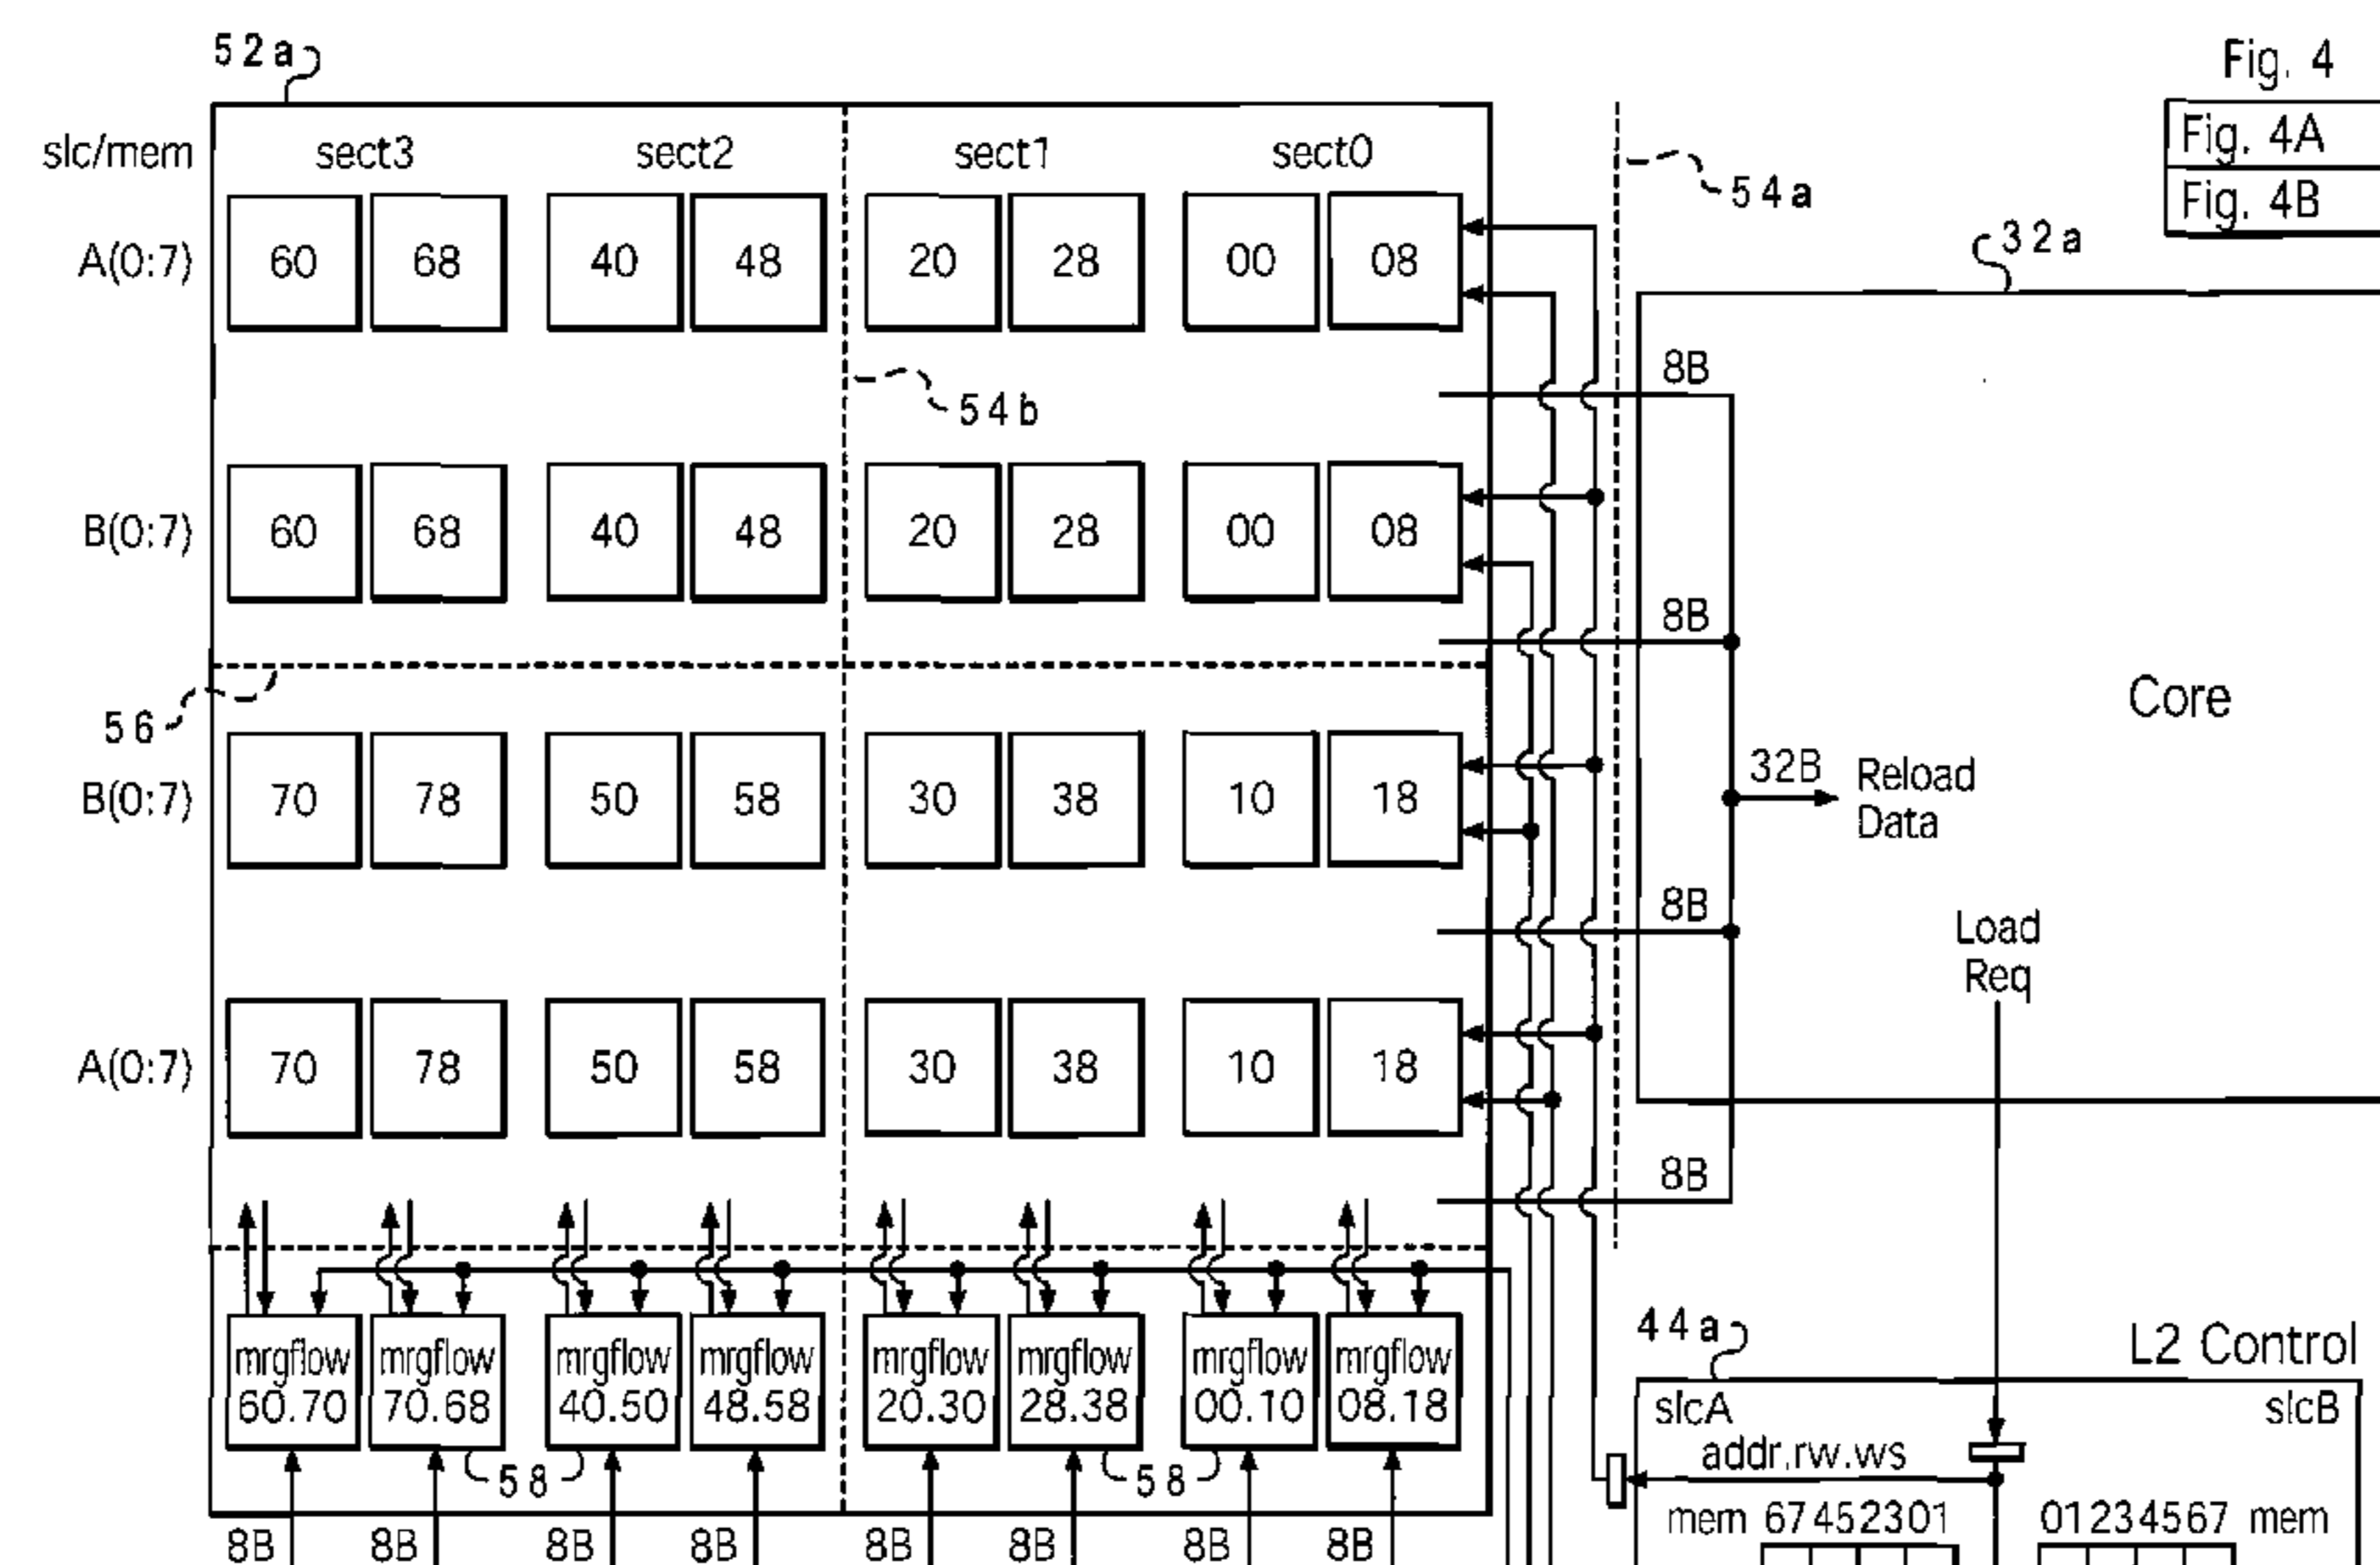 52a
Fig. 4
Fig. 4A
Fig. 4B
slc/mem sect3 sect2 sect1 sect0
54a
32a
A(0:7) 60 68 40 48 20 28 00 08
8B
54b
B(0:7) 60 68 40 48 20 28 00 08
8B
56
Core
B(0:7) 70 78 50 58 30 38 10 18
32B Reload
Data
8B
Load
Req
A(0:7) 70 78 50 58 30 38 10 18
8B
44a
L2 Control
mrgflow mrgflow mrgflow mrgflow mrgflow mrgflow mrgflow mrgflow
60.70 70.68 40.50 48.58 20.30 28.38 00.10 08.18
slcA slcB
addr.rw.ws
58 58
mem 67452301 01234567 mem
8B 8B 8B 8B 8B 8B 8B 8B